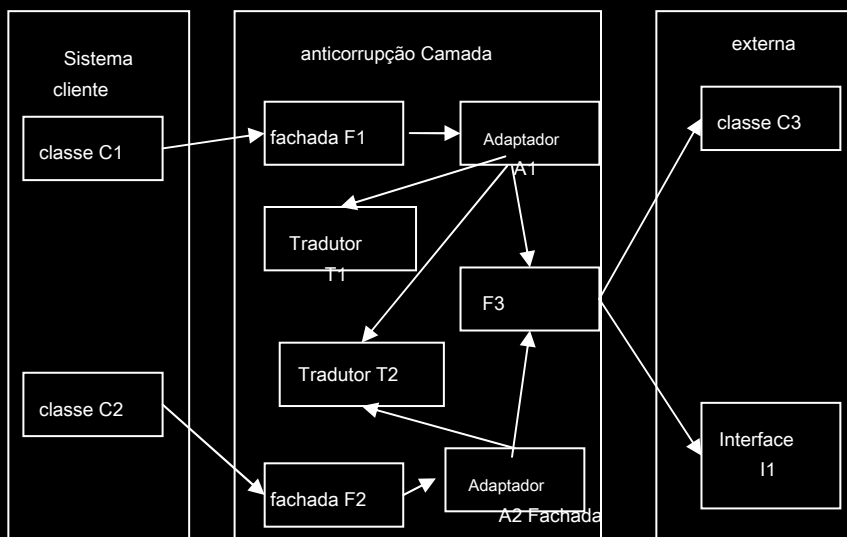 Sistema
cliente
classe C1
classe C2
anticorrupção Camada
fachada F1
Adaptador
A1
Tradutor
T1
F3
Tradutor T2
fachada F2
Adaptador
A2 Fachada
externa
classe C3
Interface
I1